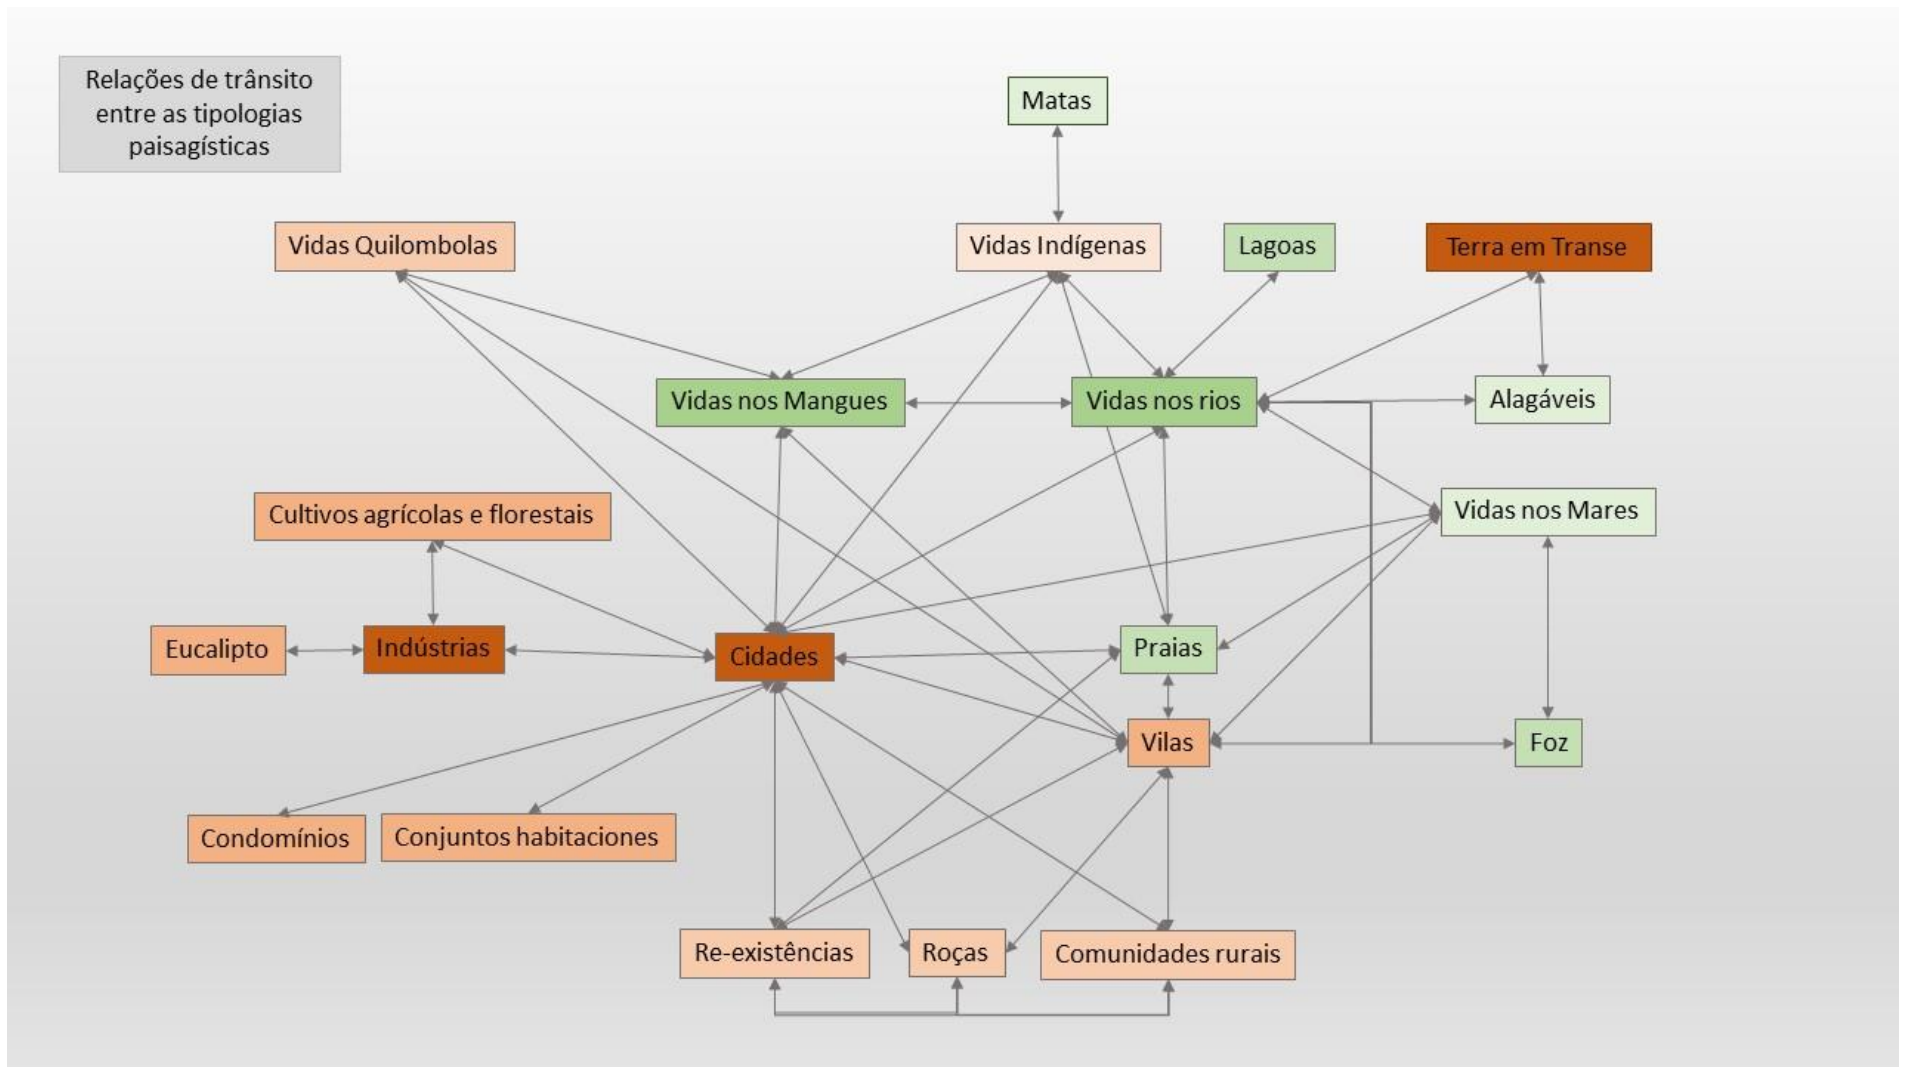 Relações de trânsito
entre as tipologias
paisagísticas
Matas
Vidas Quilombolas
Vidas Indígenas
Lagoas
Terra em Transe
Vidas nos Mangues
Vidas nos rios
Alagáveis
Cultivos agrícolas e florestais
Vidas nos Mares
Eucalipto
Indústrias
Cidades
Praias
Vilas
Foz
Condomínios
Conjuntos habitaciones
Re-existências
Roças
Comunidades rurais